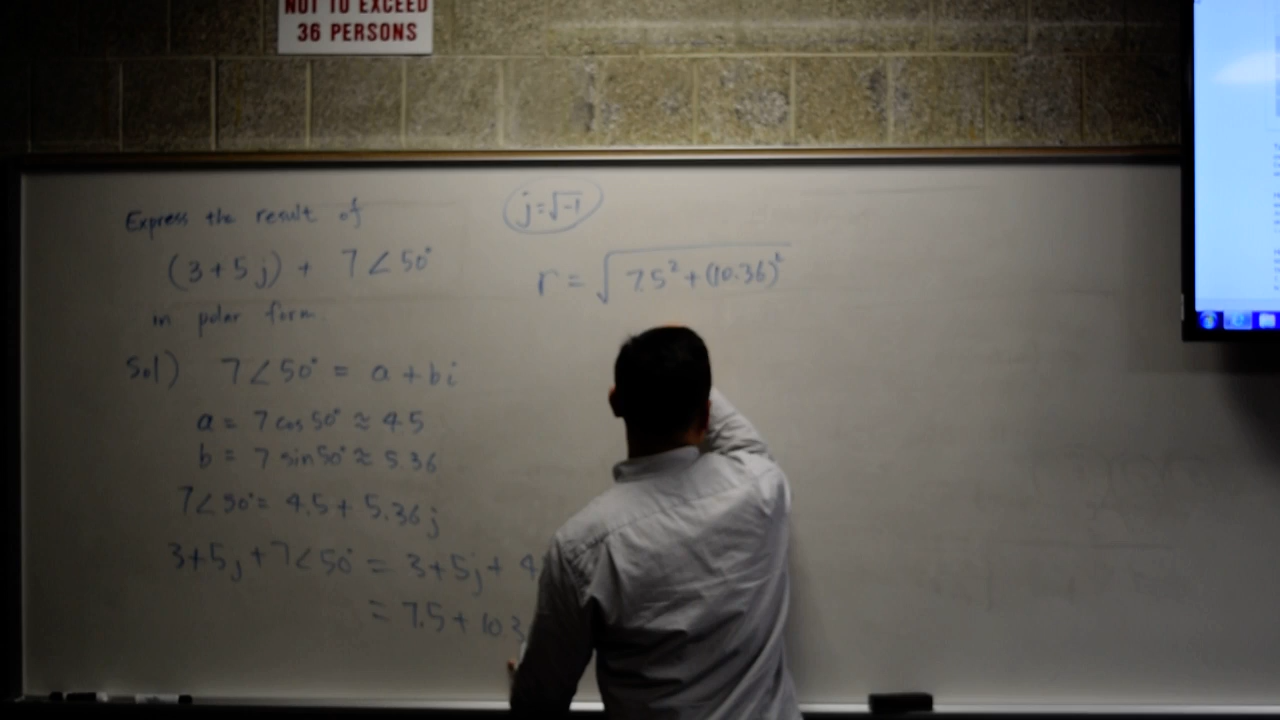 NOT TO EXCEED
36 PERSONS
Express the result of
(3+5j) + 7∠50°
in polar form.
Sol) 7∠50° = a + bi
a = 7 cos 50° ≈ 4.5
b = 7 sin 50° ≈ 5.36
7∠50° = 4.5 + 5.36j
3+5j + 7∠50° = 3+5j + 4
= 7.5 + 10.3
j=√-1
r = √7.5² + (10.36)²